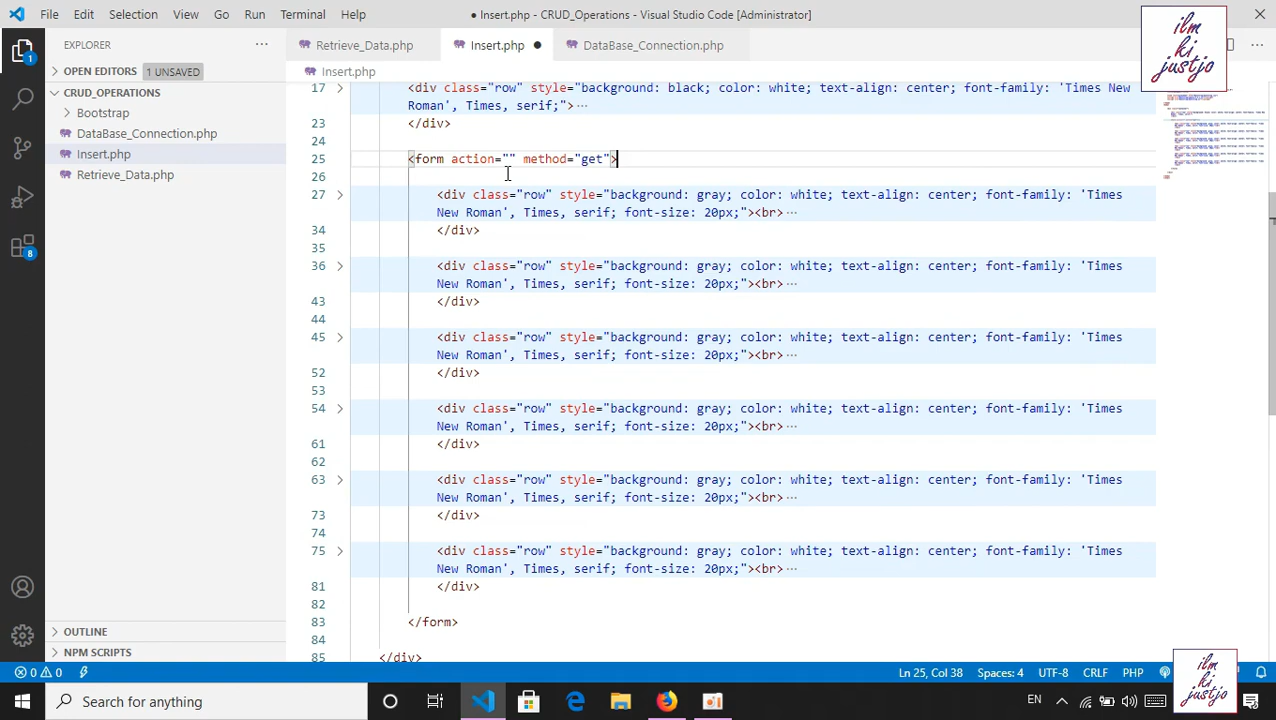 File Edit Selection View Go Run Terminal Help
● Insert.php - CRUD_Operations - Visual Studio Code [Administrator]
ilm
ki
justjo
EXPLORER
Retrieve_Data.php
Insert.php
DataBase_Connection.php
OPEN EDITORS 1 UNSAVED
Insert.php
CRUD_OPERATIONS
Bootstrap
DataBase_Connection.php
Insert.php
Retrieve_Data.php
17 <div class="row" style="background: black; color: white; text-align: center; font-family: 'Times New
Roman', Times, serif;">
23 </div>
24
25 <form action="" method="get">
26
27 <div class="row" style="background: gray; color: white; text-align: center; font-family: 'Times
New Roman', Times, serif; font-size: 20px;"><br>
34 </div>
35
36 <div class="row" style="background: gray; color: white; text-align: center; font-family: 'Times
New Roman', Times, serif; font-size: 20px;"><br>
43 </div>
44
45 <div class="row" style="background: gray; color: white; text-align: center; font-family: 'Times
New Roman', Times, serif; font-size: 20px;"><br>
52 </div>
53
54 <div class="row" style="background: gray; color: white; text-align: center; font-family: 'Times
New Roman', Times, serif; font-size: 20px;"><br>
61 </div>
62
63 <div class="row" style="background: gray; color: white; text-align: center; font-family: 'Times
New Roman', Times, serif; font-size: 20px;"><br>
73 </div>
74
75 <div class="row" style="background: gray; color: white; text-align: center; font-family: 'Times
New Roman', Times, serif; font-size: 20px;"><br>
81 </div>
82
83 </form>
84
85 </div>
1
8
OUTLINE
NPM SCRIPTS
0 0
Ln 25, Col 38 Spaces: 4 UTF-8 CRLF PHP
Search for anything
EN
ilm
ki
justjo